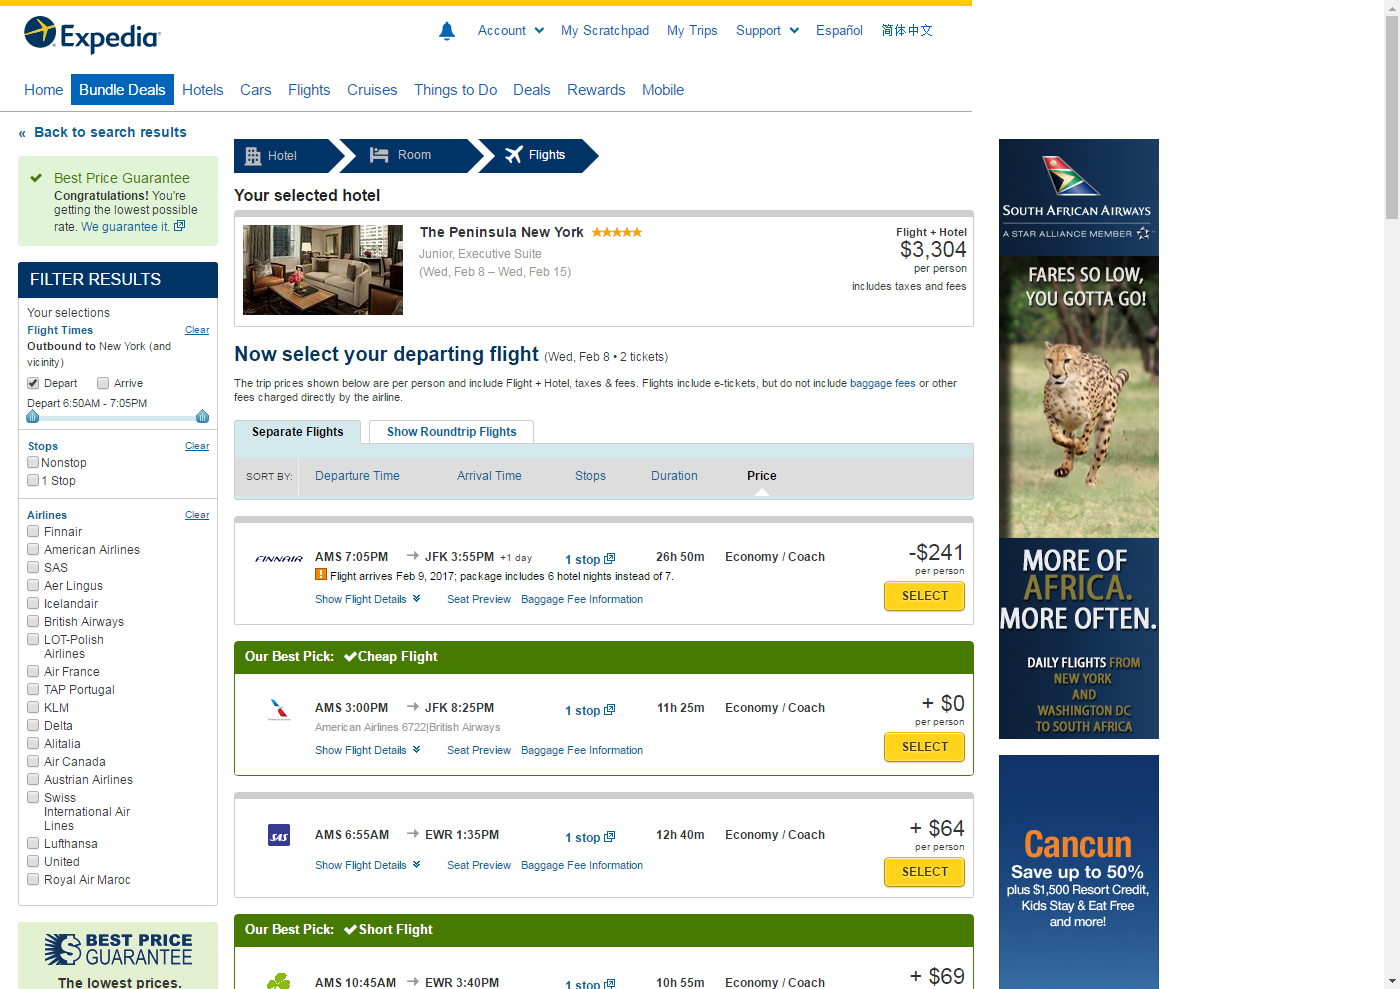 Expedia
Account
My Scratchpad
My Trips
Support
Español
简体中文
Home
Bundle Deals
Hotels
Cars
Flights
Cruises
Things to Do
Deals
Rewards
Mobile
« Back to search results
Best Price Guarantee
Congratulations! You're
getting the lowest possible
rate. We guarantee it.
FILTER RESULTS
Your selections
Flight Times Clear
Outbound to New York (and
vicinity)
Depart Arrive
Depart 6:50AM - 7:05PM
Stops Clear
Nonstop
1 Stop
Airlines Clear
Finnair
American Airlines
SAS
Aer Lingus
Icelandair
British Airways
LOT-Polish
Airlines
Air France
TAP Portugal
KLM
Delta
Alitalia
Air Canada
Austrian Airlines
Swiss
International Air
Lines
Lufthansa
United
Royal Air Maroc
BEST PRICE
GUARANTEE
The lowest prices.
Hotel
Room
Flights
Your selected hotel
The Peninsula New York
Junior, Executive Suite
(Wed, Feb 8 – Wed, Feb 15)
Flight + Hotel
$3,304
per person
includes taxes and fees
Now select your departing flight (Wed, Feb 8 • 2 tickets)
The trip prices shown below are per person and include Flight + Hotel, taxes & fees. Flights include e-tickets, but do not include baggage fees or other
fees charged directly by the airline.
Separate Flights
Show Roundtrip Flights
SORT BY: Departure Time Arrival Time Stops Duration Price
FINNAIR AMS 7:05PM JFK 3:55PM +1 day 1 stop 26h 50m Economy / Coach -$241
per person
Flight arrives Feb 9, 2017; package includes 6 hotel nights instead of 7.
Show Flight Details Seat Preview Baggage Fee Information SELECT
Our Best Pick: Cheap Flight
AMS 3:00PM JFK 8:25PM 1 stop 11h 25m Economy / Coach + $0
per person
American Airlines 6722|British Airways
Show Flight Details Seat Preview Baggage Fee Information SELECT
SAS AMS 6:55AM EWR 1:35PM 1 stop 12h 40m Economy / Coach + $64
per person
Show Flight Details Seat Preview Baggage Fee Information SELECT
Our Best Pick: Short Flight
AMS 10:45AM EWR 3:40PM 1 stop 10h 55m Economy / Coach + $69
SOUTH AFRICAN AIRWAYS
A STAR ALLIANCE MEMBER
FARES SO LOW,
YOU GOTTA GO!
MORE OF
AFRICA.
MORE OFTEN.
DAILY FLIGHTS FROM
NEW YORK
AND
WASHINGTON DC
TO SOUTH AFRICA
Cancun
Save up to 50%
plus $1,500 Resort Credit,
Kids Stay & Eat Free
and more!